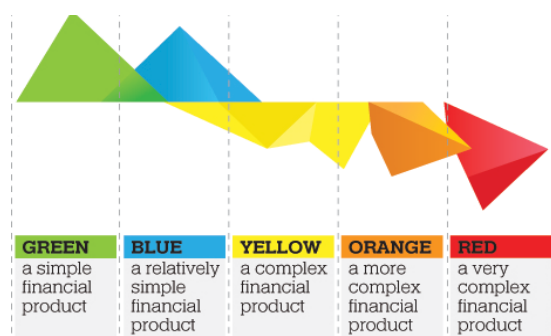 GREEN
a simple
financial
product
BLUE
a relatively
simple
financial
product
YELLOW
a complex
financial
product
ORANGE
a more
complex
financial
product
RED
a very
complex
financial
product